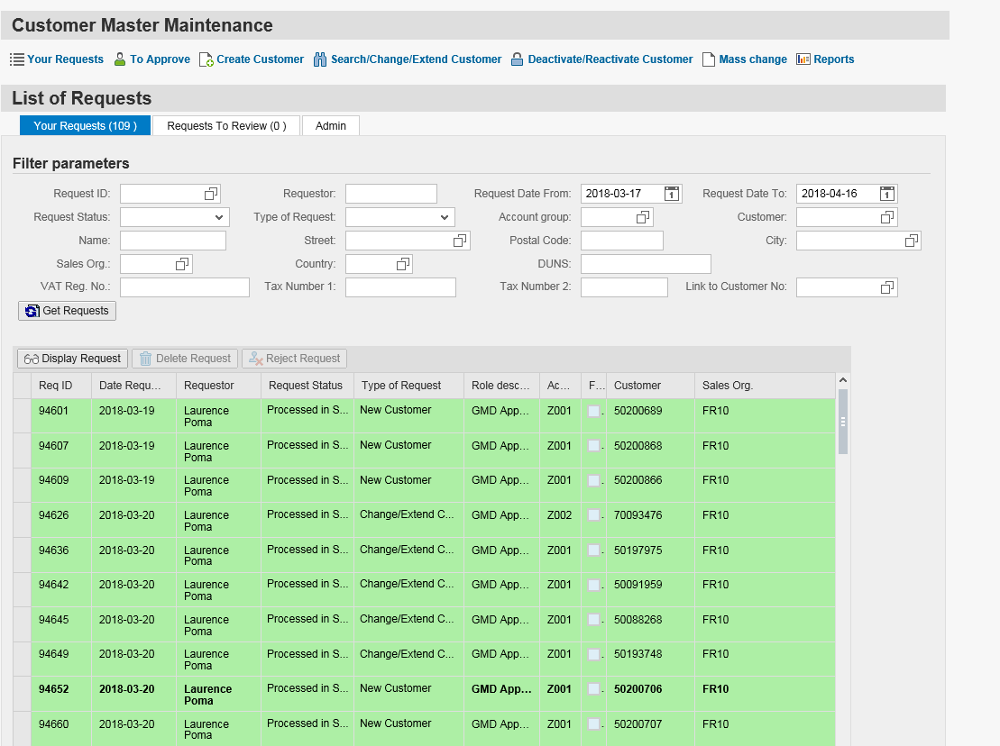 Customer Master Maintenance
Your Requests To Approve Create Customer Search/Change/Extend Customer Deactivate/Reactivate Customer Mass change Reports
List of Requests
Your Requests (109 ) Requests To Review (0 ) Admin
Filter parameters
Request ID: Requestor: Request Date From: 2018-03-17 Request Date To: 2018-04-16
Request Status: Type of Request: Account group: Customer:
Name: Street: Postal Code: City:
Sales Org.: Country: DUNS:
VAT Reg. No.: Tax Number 1: Tax Number 2: Link to Customer No:
Get Requests
Display Request Delete Request Reject Request
Req ID Date Requ... Requestor Request Status Type of Request Role desc... Ac... F... Customer Sales Org.
94601 2018-03-19 Laurence Poma Processed in S... New Customer GMD App... Z001 . 50200689 FR10
94607 2018-03-19 Laurence Poma Processed in S... New Customer GMD App... Z001 . 50200868 FR10
94609 2018-03-19 Laurence Poma Processed in S... New Customer GMD App... Z001 . 50200866 FR10
94626 2018-03-20 Laurence Poma Processed in S... Change/Extend C... GMD App... Z002 . 70093476 FR10
94636 2018-03-20 Laurence Poma Processed in S... Change/Extend C... GMD App... Z001 . 50197975 FR10
94642 2018-03-20 Laurence Poma Processed in S... Change/Extend C... GMD App... Z001 . 50091959 FR10
94645 2018-03-20 Laurence Poma Processed in S... Change/Extend C... GMD App... Z001 . 50088268 FR10
94649 2018-03-20 Laurence Poma Processed in S... Change/Extend C... GMD App... Z001 . 50193748 FR10
94652 2018-03-20 Laurence Poma Processed in S... New Customer GMD App... Z001 . 50200706 FR10
94660 2018-03-20 Laurence Poma Processed in S... New Customer GMD App... Z001 . 50200707 FR10